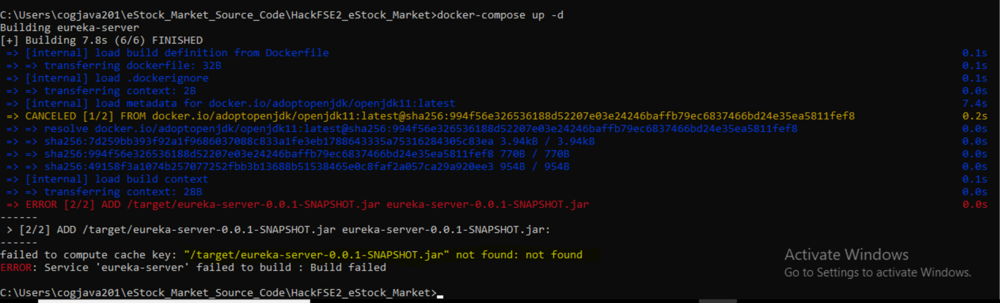 C:\Users\cogjava201\eStock_Market_Source_Code\HackFSE2_eStock_Market>docker-compose up -d
Building eureka-server
[+] Building 7.8s (6/6) FINISHED
=> [internal] load build definition from Dockerfile 0.1s
=> => transferring dockerfile: 32B 0.1s
=> [internal] load .dockerignore 0.1s
=> => transferring context: 2B 0.0s
=> [internal] load metadata for docker.io/adoptopenjdk/openjdk11:latest 7.4s
=> CANCELED [1/2] FROM docker.io/adoptopenjdk/openjdk11:latest@sha256:994f56e326536188d52207e03e24246baffb79ec6837466bd24e35ea5811fef8 0.2s
=> => resolve docker.io/adoptopenjdk/openjdk11:latest@sha256:994f56e326536188d52207e03e24246baffb79ec6837466bd24e35ea5811fef8 0.0s
=> => sha256:7d259bb393f92a1f9686037088c833a1fe3eb1788643335a75316284305c83ea 3.94kB / 3.94kB 0.0s
=> => sha256:994f56e326536188d52207e03e24246baffb79ec6837466bd24e35ea5811fef8 770B / 770B 0.0s
=> => sha256:49158f3a1074b257077252fbb3b13688b51538465e0c8faf2a057ca29a920ee3 954B / 954B 0.0s
=> [internal] load build context 0.1s
=> => transferring context: 28B 0.0s
=> ERROR [2/2] ADD /target/eureka-server-0.0.1-SNAPSHOT.jar eureka-server-0.0.1-SNAPSHOT.jar 0.0s
------
> [2/2] ADD /target/eureka-server-0.0.1-SNAPSHOT.jar eureka-server-0.0.1-SNAPSHOT.jar:
------
failed to compute cache key: "/target/eureka-server-0.0.1-SNAPSHOT.jar" not found: not found
ERROR: Service 'eureka-server' failed to build : Build failed
Activate Windows
Go to Settings to activate Windows.
C:\Users\cogjava201\eStock_Market_Source_Code\HackFSE2_eStock_Market>